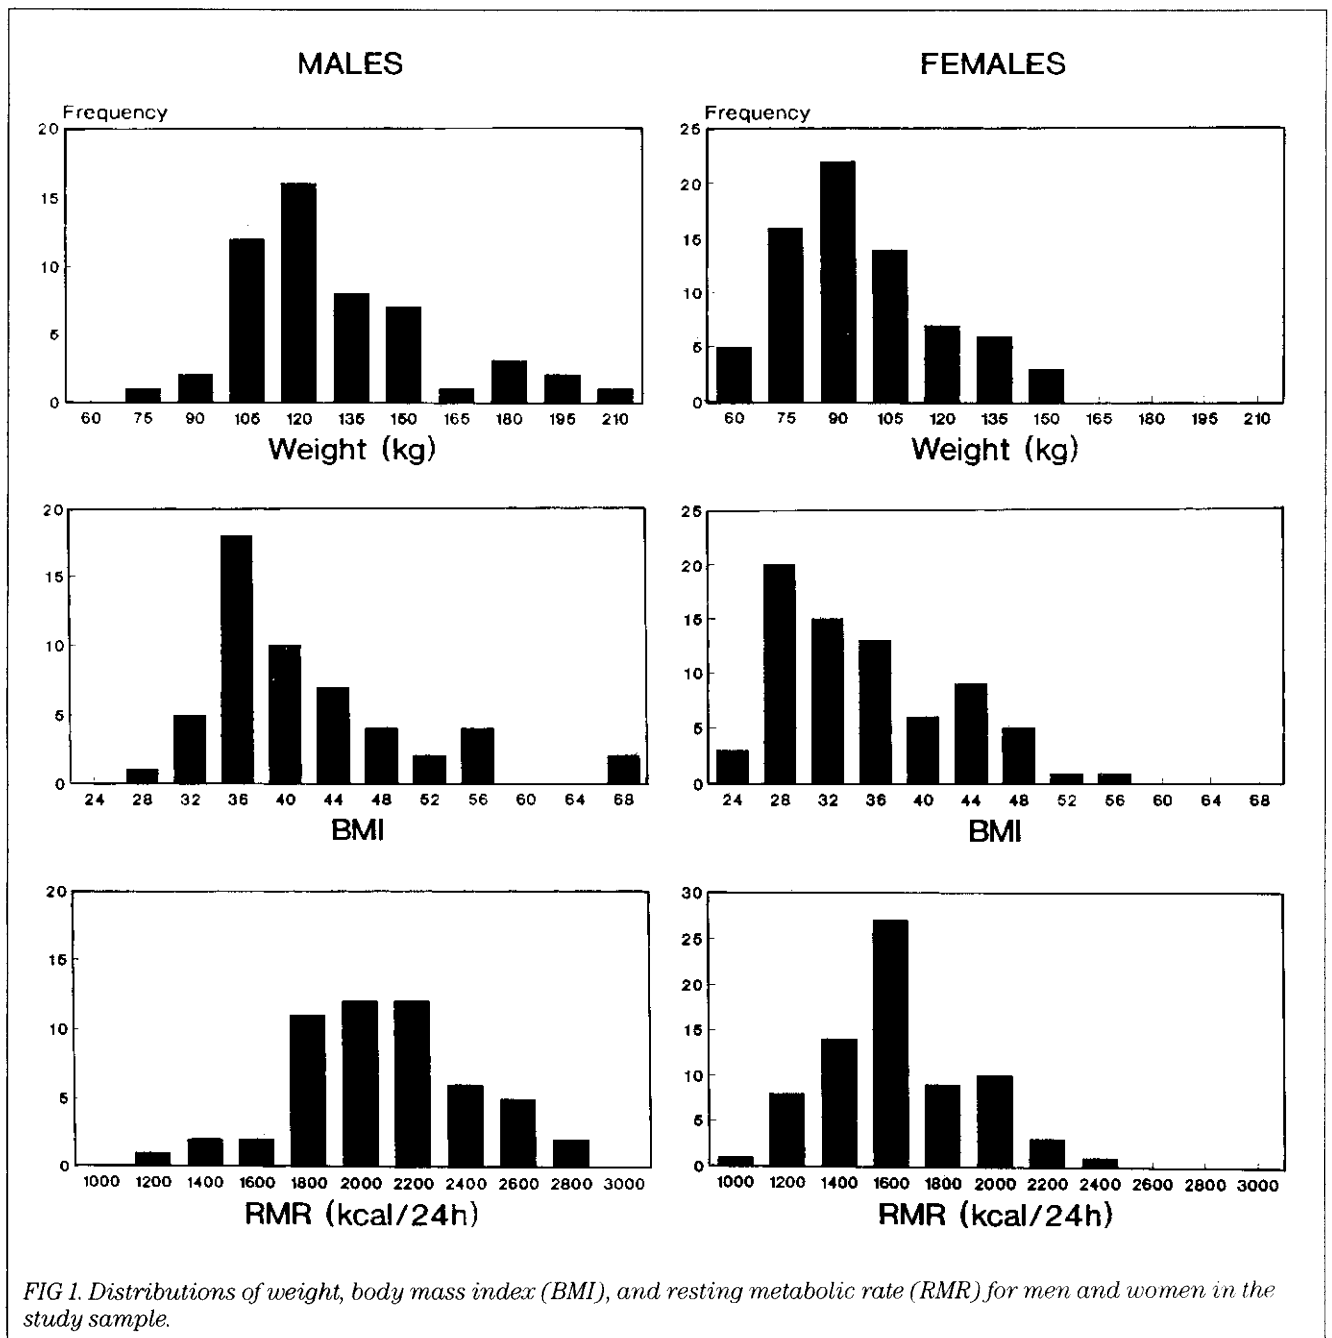 MALES
FEMALES
Frequency
20
15
10
5
0
60 75 90 105 120 135 150 165 180 195 210
Weight (kg)
Frequency
25
20
15
10
5
0
60 75 90 105 120 135 150 165 180 195 210
Weight (kg)
20
15
10
5
0
24 28 32 36 40 44 48 52 56 60 64 68
BMI
25
20
15
10
5
0
24 28 32 36 40 44 48 52 56 60 64 68
BMI
20
15
10
5
0
1000 1200 1400 1600 1800 2000 2200 2400 2600 2800 3000
RMR (kcal/24h)
30
25
20
15
10
5
0
1000 1200 1400 1600 1800 2000 2200 2400 2600 2800 3000
RMR (kcal/24h)
FIG 1. Distributions of weight, body mass index (BMI), and resting metabolic rate (RMR) for men and women in the
study sample.